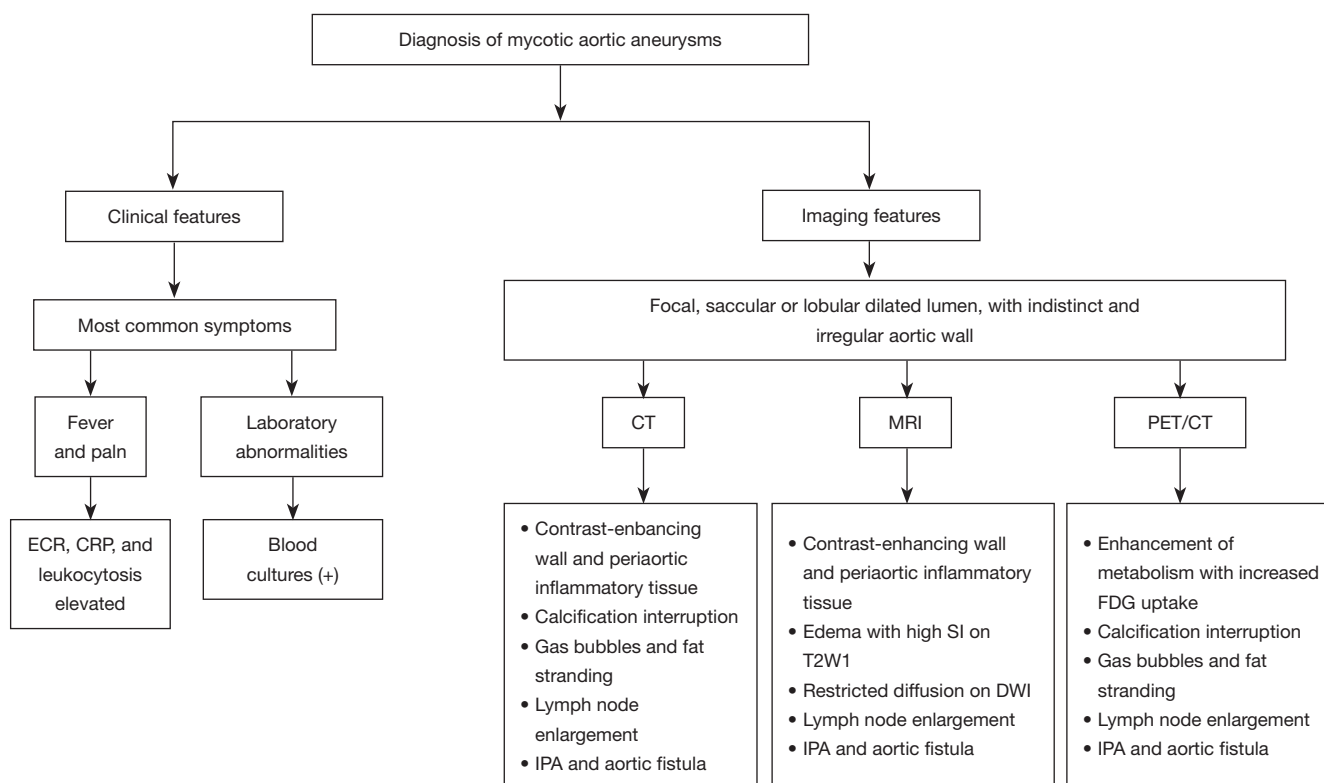 Diagnosis of mycotic aortic aneurysms
Clinical features
Imaging features
Most common symptoms
Focal, saccular or lobular dilated lumen, with indistinct and
irregular aortic wall
Fever
and paln
Laboratory
abnormalities
CT
MRI
PET/CT
ECR, CRP, and
leukocytosis
elevated
Blood
cultures (+)
• Contrast-enbancing
wall and periaortic
inflammatory tissue
• Calcification interruption
• Gas bubbles and fat
stranding
• Lymph node
enlargement
• IPA and aortic fistula
• Contrast-enhancing wall
and periaortic inflammatory
tissue
• Edema with high SI on
T2W1
• Restricted diffusion on DWI
• Lymph node enlargement
• IPA and aortic fistula
• Enhancement of
metabolism with increased
FDG uptake
• Calcification interruption
• Gas bubbles and fat
stranding
• Lymph node enlargement
• IPA and aortic fistula